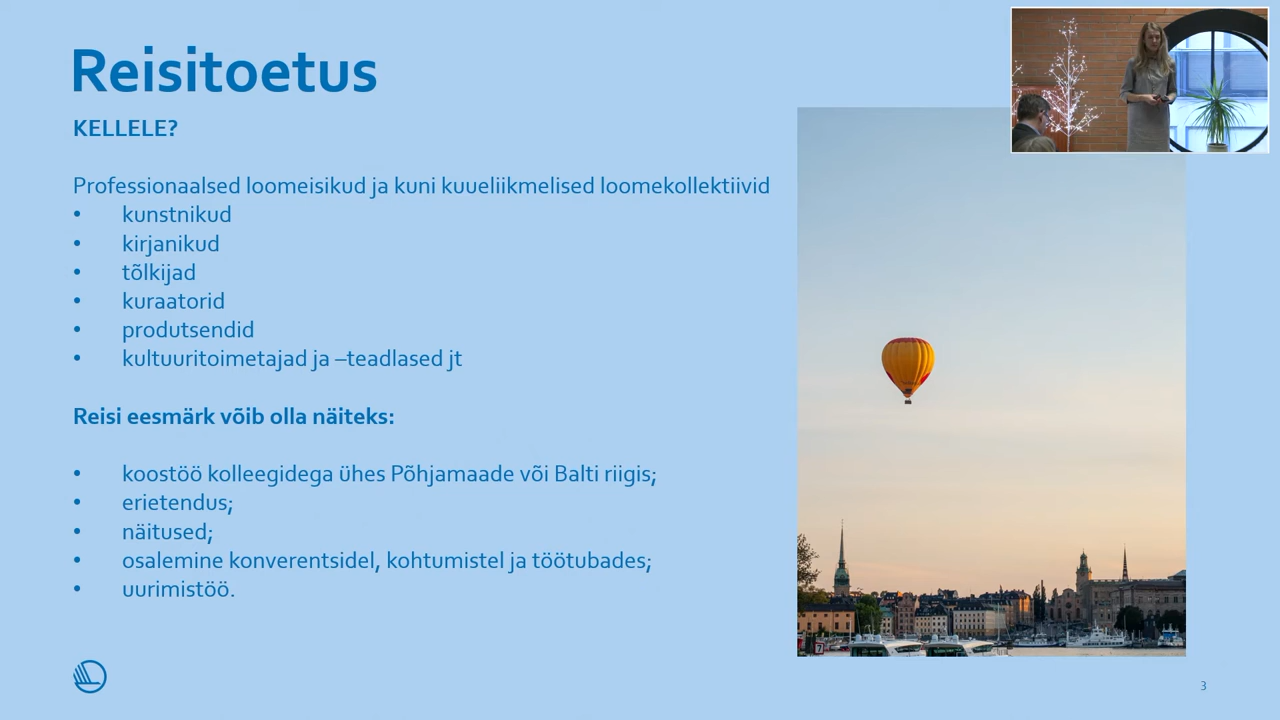 Reisitoetus
KELLELE?
Professionaalsed loomeisikud ja kuni kuueliikmelised loomekollektiivid
• kunstnikud
• kirjanikud
• tõlkijad
• kuraatorid
• produtsendid
• kultuuritoimetajad ja –teadlased jt
Reisi eesmärk võib olla näiteks:
• koostöö kolleegidega ühes Põhjamaade või Balti riigis;
• erietendus;
• näitused;
• osalemine konverentsidel, kohtumistel ja töötubades;
• uurimistöö.
7
3